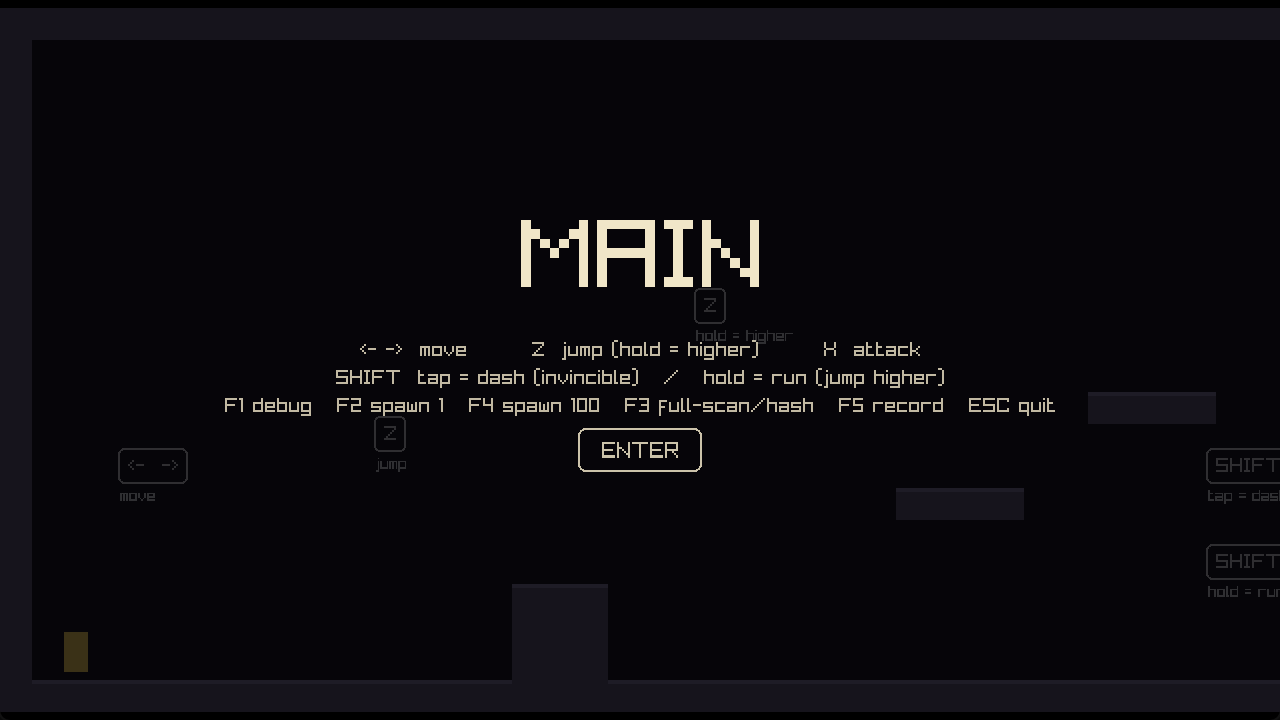 MAIN
Z
hold = higher
<- -> move Z jump (hold = higher) X attack
SHIFT tap = dash (invincible) / hold = run (jump higher)
F1 debug F2 spawn 1 F4 spawn 100 F3 full-scan/hash F5 record ESC quit
Z
jump
ENTER
<- ->
move
SHIFT
tap = das
SHIFT
hold = run